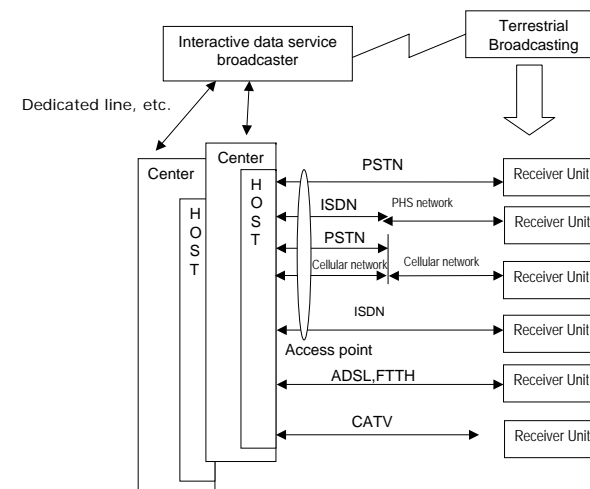 Interactive data service
broadcaster
Terrestrial
Broadcasting
Dedicated line, etc.
Center
HOST
Center
HOST
PSTN
Receiver Unit
ISDN
PHS network
Receiver Unit
PSTN
Cellular network
Cellular network
Receiver Unit
ISDN
Receiver Unit
Access point
ADSL,FTTH
Receiver Unit
CATV
Receiver Unit